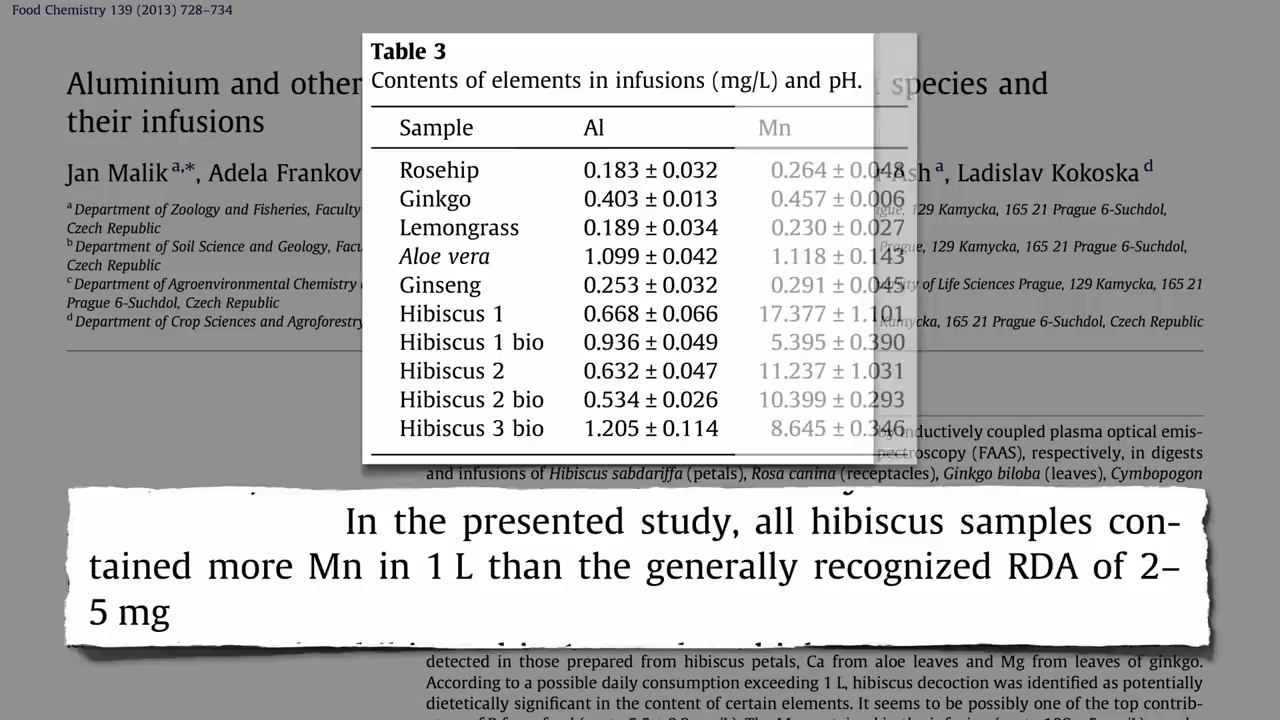 Food Chemistry 139 (2013) 728–734
Aluminium and other species and
their infusions
Jan Malik a,*, Adela Frankov Ash a, Ladislav Kokoska d
a Department of Zoology and Fisheries, Faculty gue, 129 Kamycka, 165 21 Prague 6-Suchdol,
Czech Republic
b Department of Soil Science and Geology, Facu Prague, 129 Kamycka, 165 21 Prague 6-Suchdol,
Czech Republic
c Department of Agroenvironmental Chemistry of Life Sciences Prague, 129 Kamycka, 165 21
Prague 6-Suchdol, Czech Republic
d Department of Crop Sciences and Agroforestry Kamycka, 165 21 Prague 6-Suchdol, Czech Republic
Table 3
Contents of elements in infusions (mg/L) and pH.
Sample Al Mn
Rosehip 0.183 ± 0.032 0.264 ± 0.048
Ginkgo 0.403 ± 0.013 0.457 ± 0.006
Lemongrass 0.189 ± 0.034 0.230 ± 0.027
Aloe vera 1.099 ± 0.042 1.118 ± 0.143
Ginseng 0.253 ± 0.032 0.291 ± 0.045
Hibiscus 1 0.668 ± 0.066 17.377 ± 1.101
Hibiscus 1 bio 0.936 ± 0.049 5.395 ± 0.390
Hibiscus 2 0.632 ± 0.047 11.237 ± 1.031
Hibiscus 2 bio 0.534 ± 0.026 10.399 ± 0.293
Hibiscus 3 bio 1.205 ± 0.114 8.645 ± 0.346
by inductively coupled plasma optical emis-
pectroscopy (FAAS), respectively, in digests
and infusions of Hibiscus sabdariffa (petals), Rosa canina (receptacles), Ginkgo biloba (leaves), Cymbopogon
In the presented study, all hibiscus samples con-
tained more Mn in 1 L than the generally recognized RDA of 2–
5 mg
detected in those prepared from hibiscus petals, Ca from aloe leaves and Mg from leaves of ginkgo.
According to a possible daily consumption exceeding 1 L, hibiscus decoction was identified as potentially
dietetically significant in the content of certain elements. It seems to be possibly one of the top contrib-